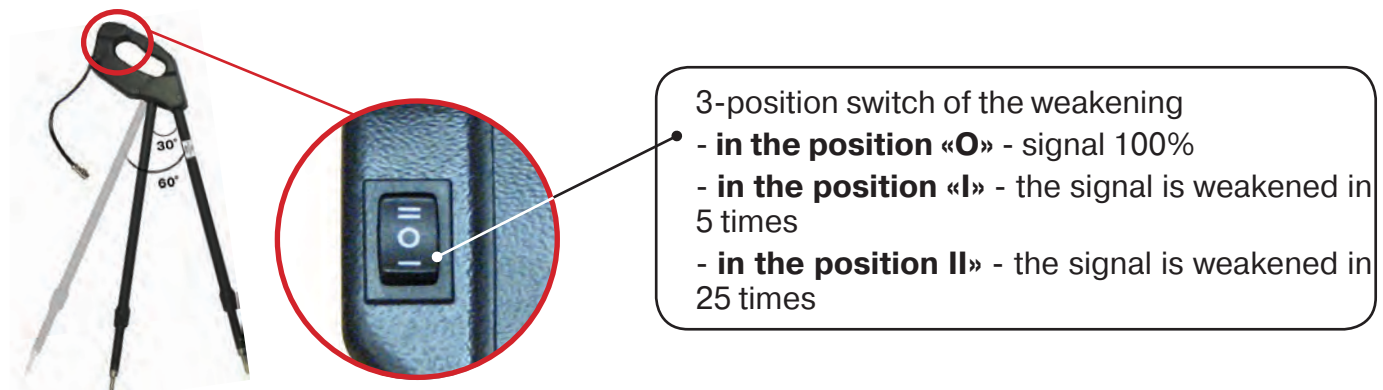 30°
60°
=
O
–
3-position switch of the weakening
- in the position «O» - signal 100%
- in the position «I» - the signal is weakened in
5 times
- in the position II» - the signal is weakened in
25 times